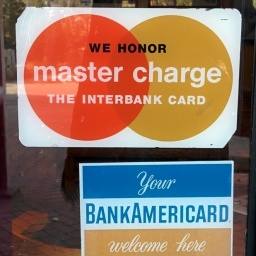 WE HONOR
master charge
THE INTERBANK CARD
Your
BANKAMERICARD
welcome here